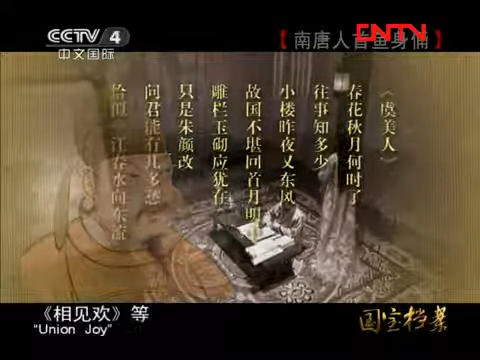 CCTV 4
中文国际
CNTV
【南唐人首鱼身俑】
《虞美人》
春花秋月何时了
往事知多少
小楼昨夜又东风
故国不堪回首月明中
雕栏玉砌应犹在
只是朱颜改
问君能有几多愁
恰似 江春水向东流
《相见欢》等
"Union Joy"
国宝档案